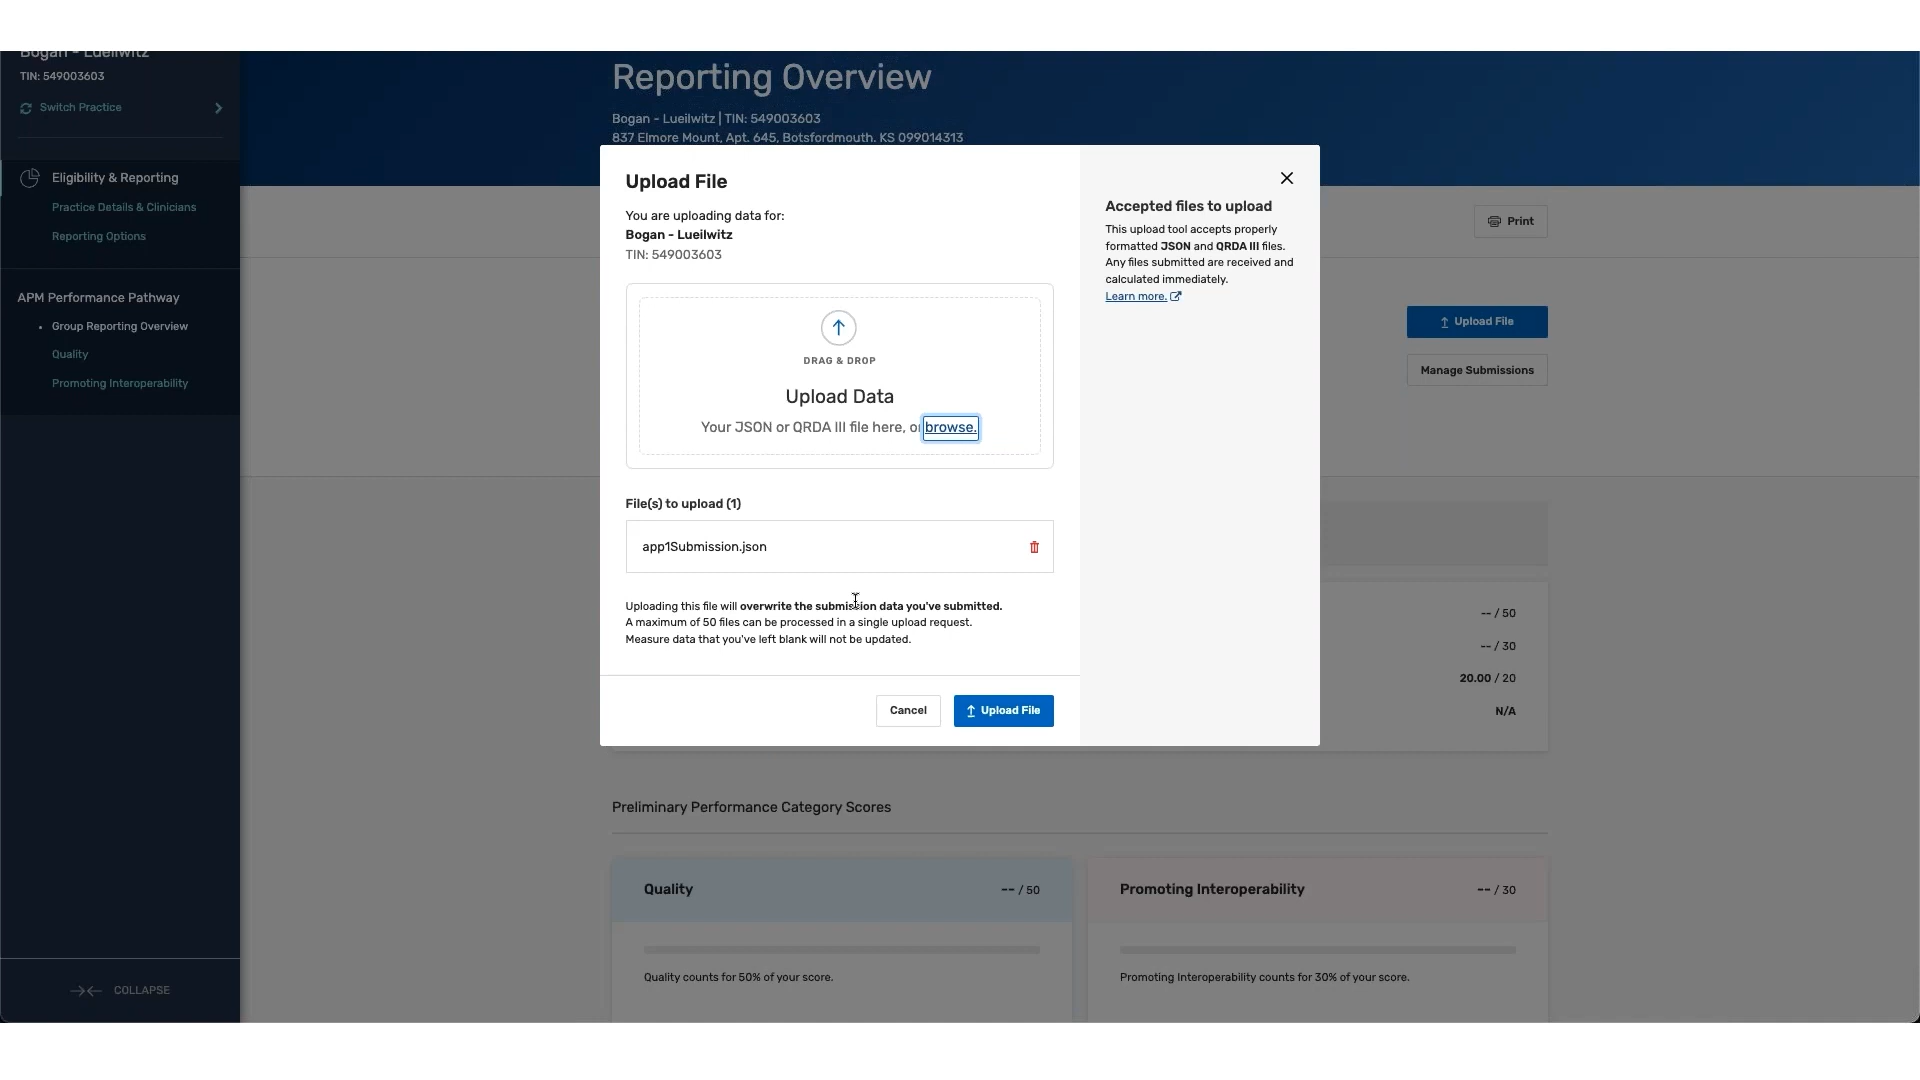 Bogan - Lueilwitz
TIN: 549003603
Switch Practice
Eligibility & Reporting
Practice Details & Clinicians
Reporting Options
APM Performance Pathway
Group Reporting Overview
Quality
Promoting Interoperability
COLLAPSE
Reporting Overview
Bogan - Lueilwitz | TIN: 549003603
837 Elmore Mount, Apt. 645, Botsfordmouth, KS 099014313
Print
Upload File
Manage Submissions
Upload File
You are uploading data for:
Bogan - Lueilwitz
TIN: 549003603
DRAG & DROP
Upload Data
Your JSON or QRDA III file here, or browse.
File(s) to upload (1)
app1Submission.json
Uploading this file will overwrite the submission data you've submitted.
A maximum of 50 files can be processed in a single upload request.
Measure data that you've left blank will not be updated.
Cancel
Upload File
Accepted files to upload
This upload tool accepts properly
formatted JSON and QRDA III files.
Any files submitted are received and
calculated immediately.
Learn more.
-- / 50
-- / 30
20.00 / 20
N/A
Preliminary Performance Category Scores
Quality
-- / 50
Quality counts for 50% of your score.
Promoting Interoperability
-- / 30
Promoting Interoperability counts for 30% of your score.